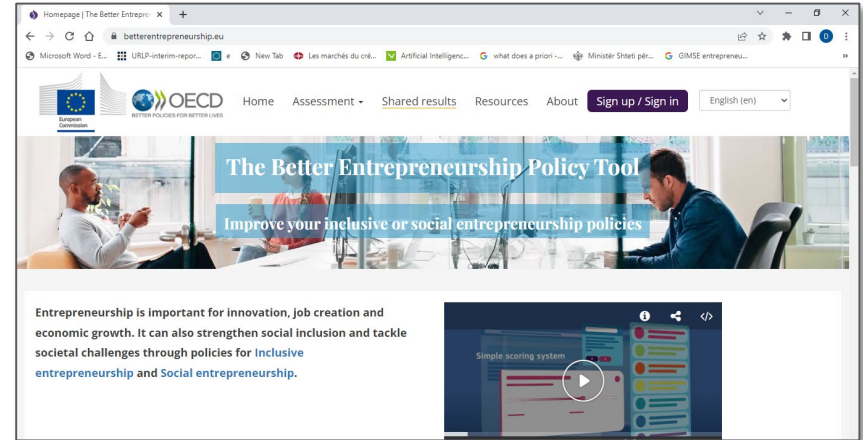 Homepage | The Better Entrepren
betterentrepreneurship.eu
Microsoft Word - E... URLP-interim-repor... e New Tab Les marchés du cré... Artificial Intelligenc... what does a priori -... Ministër Shteti për... GIMSE entrepreneu...
European
Commission
OECD
BETTER POLICIES FOR BETTER LIVES
Home Assessment Shared results Resources About Sign up / Sign in English (en)
The Better Entrepreneurship Policy Tool
Improve your inclusive or social entrepreneurship policies
Entrepreneurship is important for innovation, job creation and
economic growth. It can also strengthen social inclusion and tackle
societal challenges through policies for Inclusive
entrepreneurship and Social entrepreneurship.
Simple scoring system